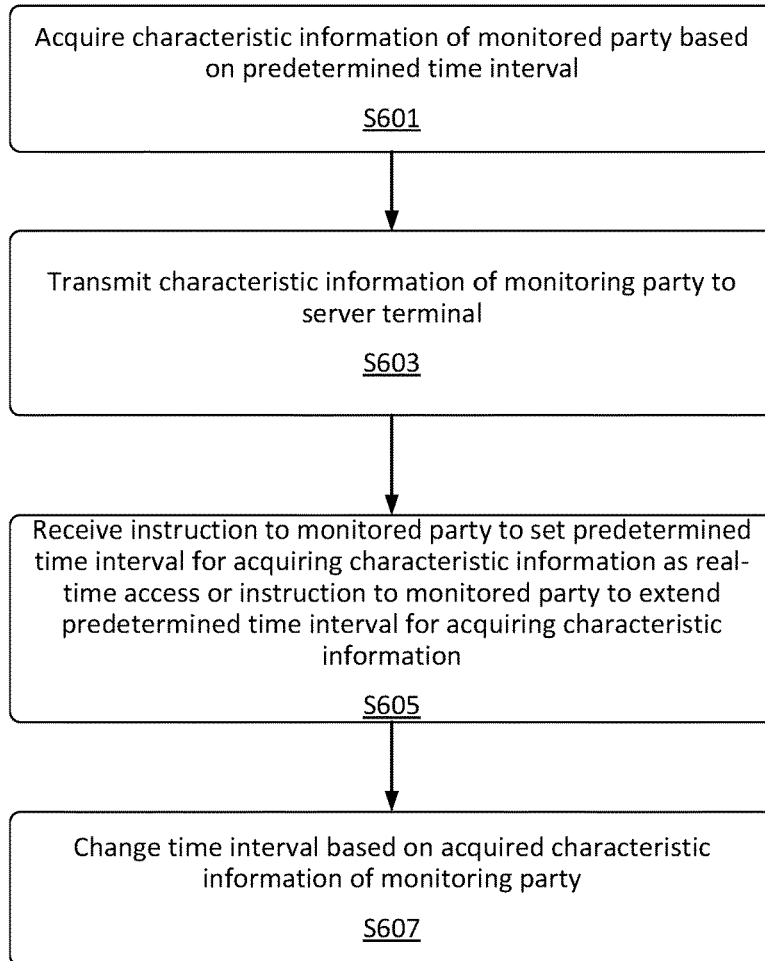 Acquire characteristic information of monitored party based
on predetermined time interval
S601
Transmit characteristic information of monitoring party to
server terminal
S603
Receive instruction to monitored party to set predetermined
time interval for acquiring characteristic information as real-
time access or instruction to monitored party to extend
predetermined time interval for acquiring characteristic
information
S605
Change time interval based on acquired characteristic
information of monitoring party
S607